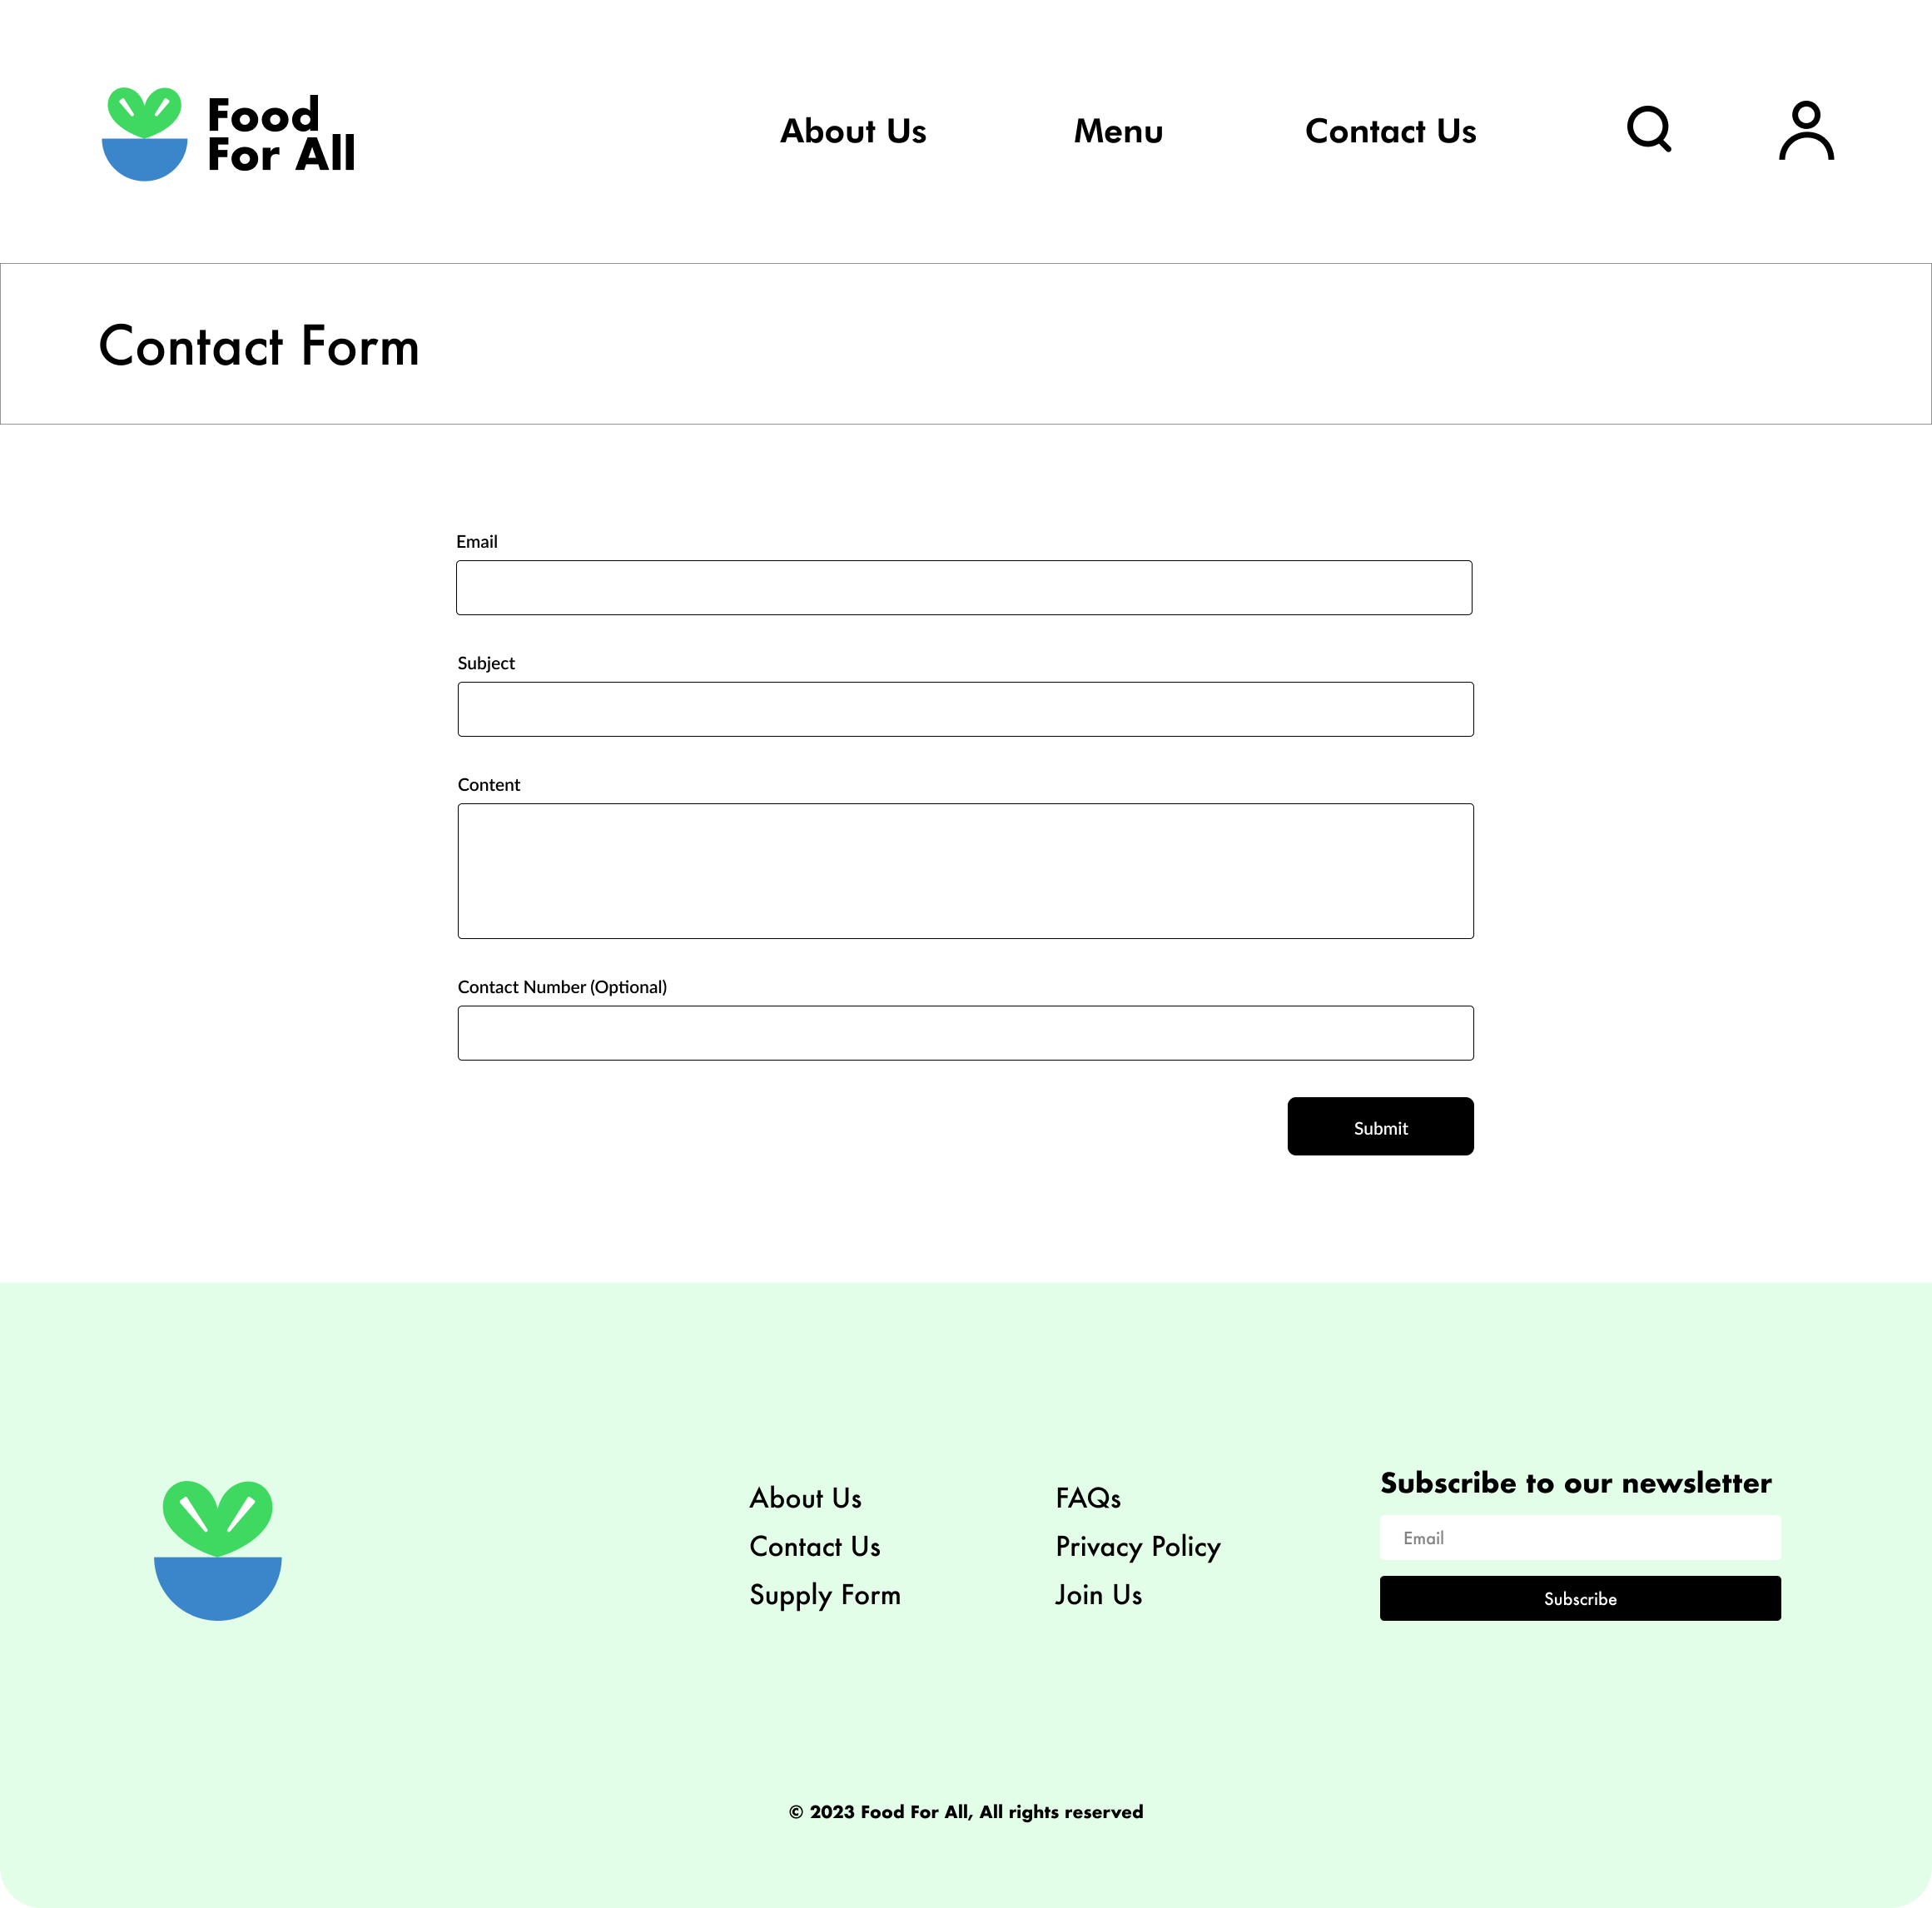 Food
For All
About Us
Menu
Contact Us
Contact Form
Email
Subject
Content
Contact Number (Optional)
Submit
About Us
Contact Us
Supply Form
FAQs
Privacy Policy
Join Us
Subscribe to our newsletter
Email
Subscribe
© 2023 Food For All, All rights reserved